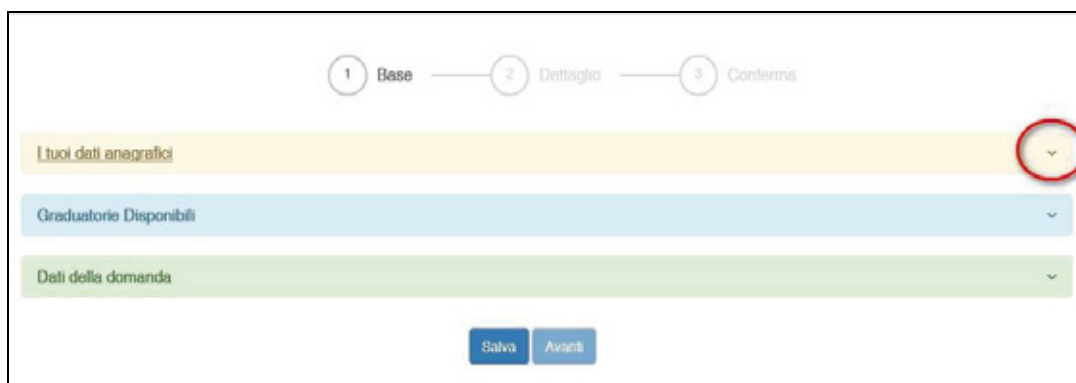 1 Base 2 Dettaglio 3 Conferma
I tuoi dati anagrafici
Graduatorie Disponibili
Dati della domanda
Salva Avanti